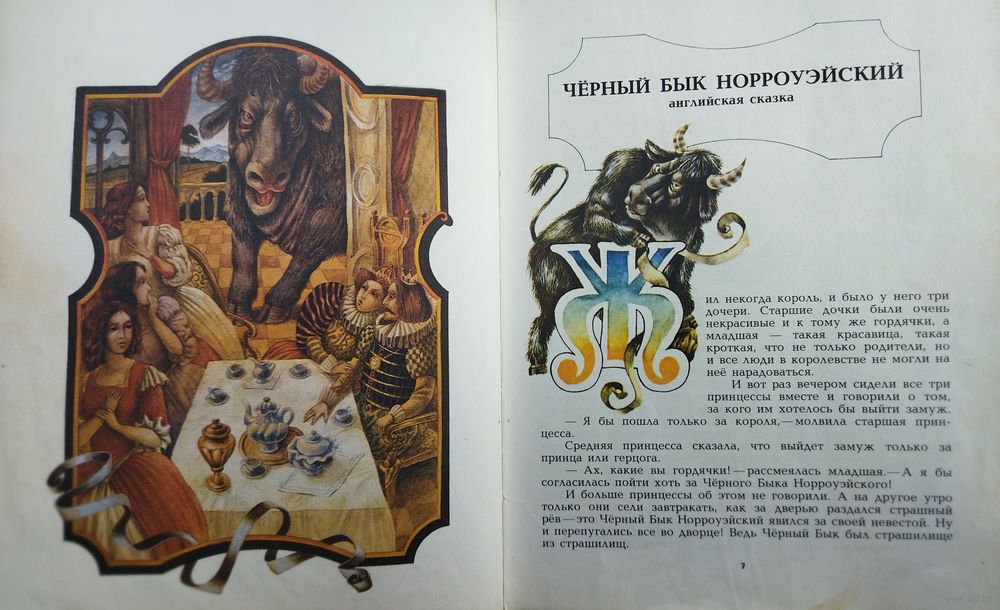 ЧЁРНЫЙ БЫК НОРРОУЭЙСКИЙ
английская сказка
Жил некогда король, и было у него три
дочери. Старшие дочки были очень
некрасивые и к тому же гордячки, а
младшая — такая красавица, такая
кроткая, что не только родители, но
и все люди в королевстве не могли на
неё нарадоваться.
И вот раз вечером сидели все три
принцессы вместе и говорили о том,
за кого им хотелось бы выйти замуж.
— Я бы пошла только за короля,— молвила старшая прин-
цесса.
Средняя принцесса сказала, что выйдет замуж только за
принца или герцога.
— Ах, какие вы гордячки! — рассмеялась младшая.— А я бы
согласилась пойти хоть за Чёрного Быка Норроуэйского!
И больше принцессы об этом не говорили. А на другое утро
только они сели завтракать, как за дверью раздался страшный
рёв — это Чёрный Бык Норроуэйский явился за своей невестой. Ну
и перепугались все во дворце! Ведь Чёрный Бык был страшилище
из страшилищ.
7